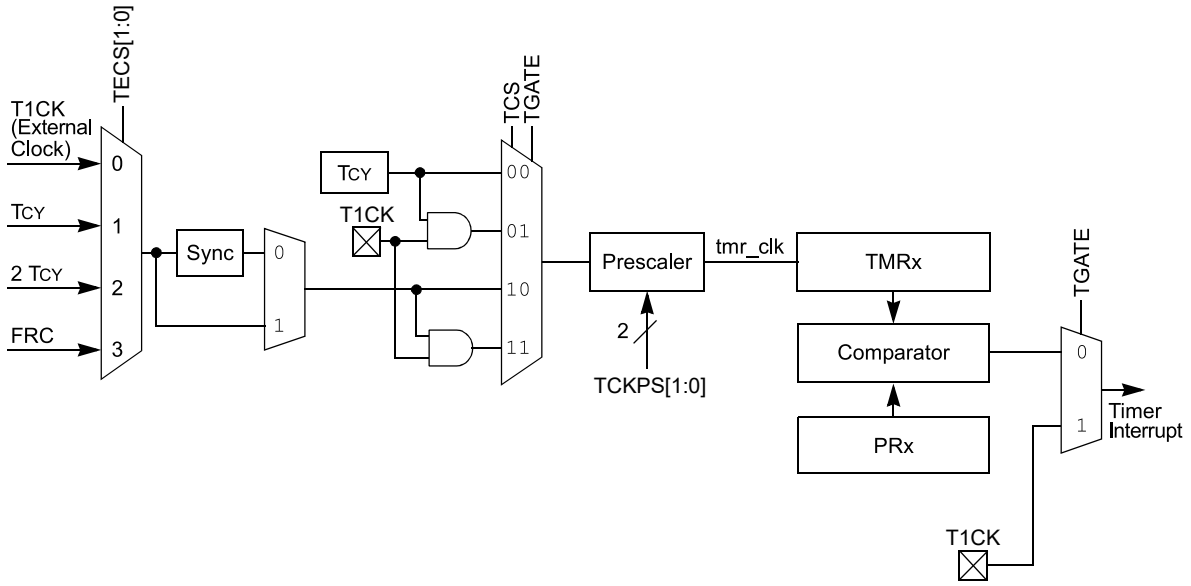 TECS[1:0]
T1CK
(External
Clock)
0
TCY
1
2 TCY
2
FRC
3
Sync
0
1
TCY
T1CK
TCS
TGATE
00
01
10
11
Prescaler
2
TCKPS[1:0]
tmr_clk
TMRx
Comparator
PRx
TGATE
0
1
Timer
Interrupt
T1CK